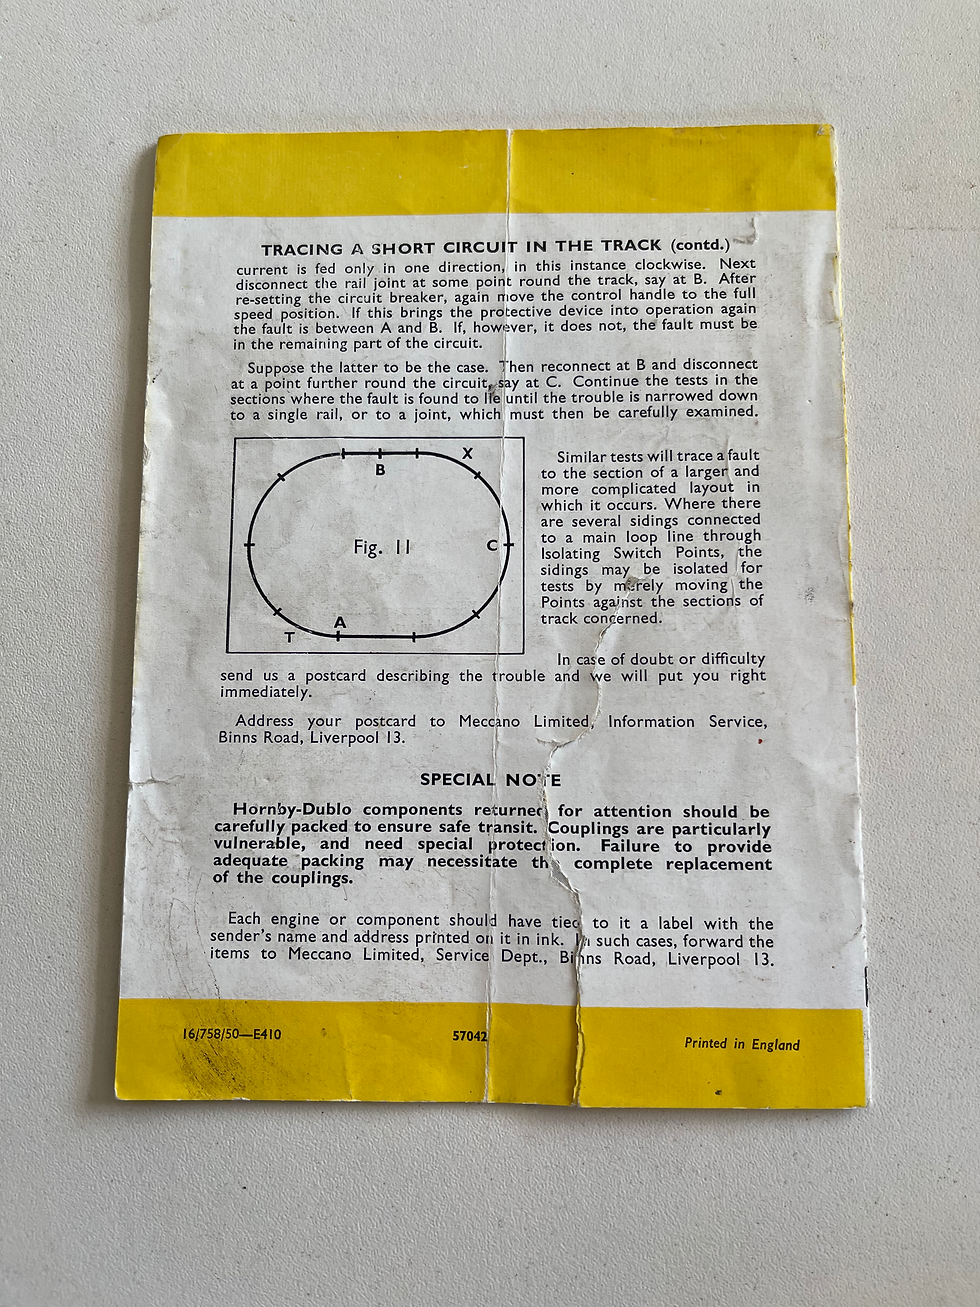 TRACING A SHORT CIRCUIT IN THE TRACK (contd.)
current is fed only in one direction, in this instance clockwise. Next
disconnect the rail joint at some point round the track, say at B. After
re-setting the circuit breaker, again move the control handle to the full
speed position. If this brings the protective device into operation again
the fault is between A and B. If, however, it does not, the fault must be
in the remaining part of the circuit.
Suppose the latter to be the case. Then reconnect at B and disconnect
at a point further round the circuit, say at C. Continue the tests in the
sections where the fault is found to lie until the trouble is narrowed down
to a single rail, or to a joint, which must then be carefully examined.
X
B
Fig. 11
C
A
T
Similar tests will trace a fault
to the section of a larger and
more complicated layout in
which it occurs. Where there
are several sidings connected
to a main loop line through
Isolating Switch Points, the
sidings may be isolated for
tests by merely moving the
Points against the sections of
track concerned.
In case of doubt or difficulty
send us a postcard describing the trouble and we will put you right
immediately.
Address your postcard to Meccano Limited, Information Service,
Binns Road, Liverpool 13.
SPECIAL NOTE
Hornby-Dublo components returned for attention should be
carefully packed to ensure safe transit. Couplings are particularly
vulnerable, and need special protection. Failure to provide
adequate packing may necessitate the complete replacement
of the couplings.
Each engine or component should have tied to it a label with the
sender's name and address printed on it in ink. In such cases, forward the
items to Meccano Limited, Service Dept., Binns Road, Liverpool 13.
16/758/50—E410
57042
Printed in England